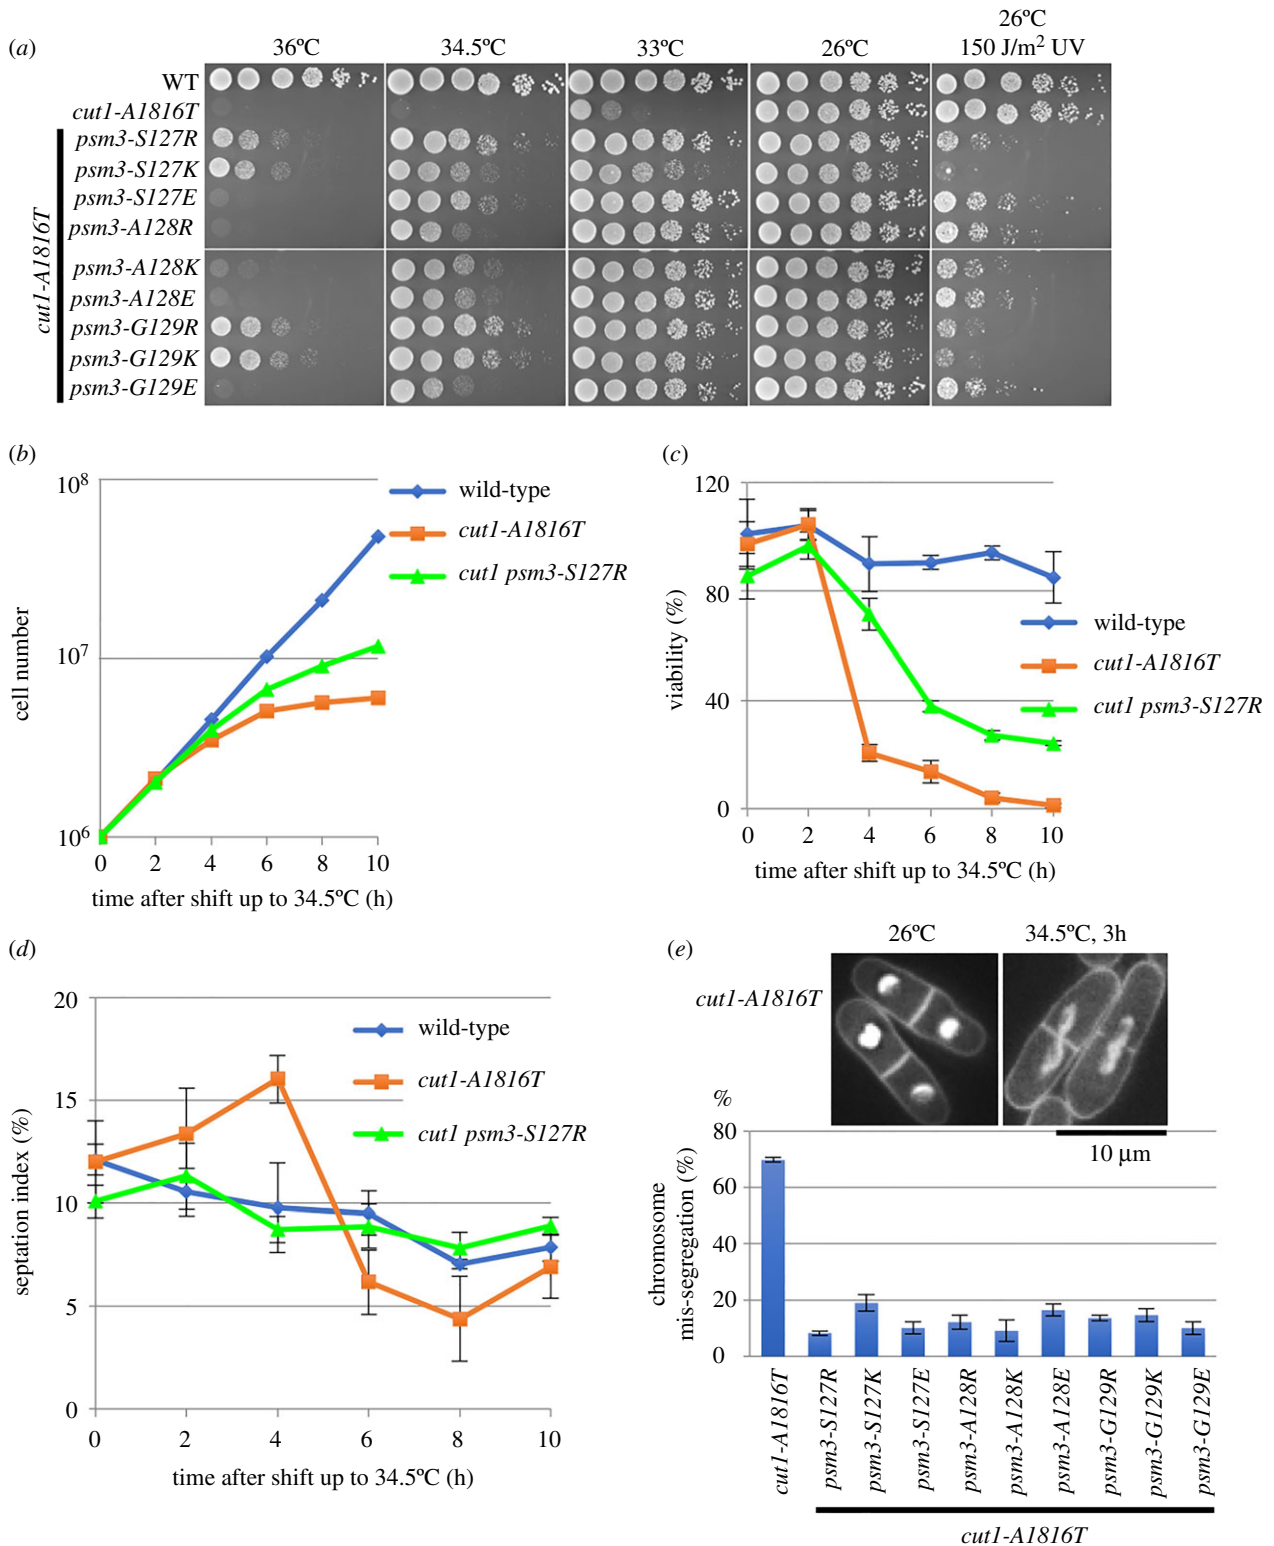 (a)
36ºC
34.5ºC
33ºC
26ºC
26ºC
150 J/m² UV
WT
cut1-A1816T
psm3-S127R
psm3-S127K
psm3-S127E
psm3-A128R
psm3-A128K
psm3-A128E
psm3-G129R
psm3-G129K
psm3-G129E
cut1-A1816T
(b)
10⁸
10⁷
10⁶
cell number
0 2 4 6 8 10
time after shift up to 34.5ºC (h)
wild-type
cut1-A1816T
cut1 psm3-S127R
(c)
120
80
40
0
viability (%)
0 2 4 6 8 10
time after shift up to 34.5ºC (h)
wild-type
cut1-A1816T
cut1 psm3-S127R
(d)
20
15
10
5
0
septation index (%)
0 2 4 6 8 10
time after shift up to 34.5ºC (h)
wild-type
cut1-A1816T
cut1 psm3-S127R
(e)
26ºC
34.5ºC, 3h
cut1-A1816T
10 µm
%
80
60
40
20
0
chromosome
mis-segregation (%)
cut1-A1816T
psm3-S127R
psm3-S127K
psm3-S127E
psm3-A128R
psm3-A128K
psm3-A128E
psm3-G129R
psm3-G129K
psm3-G129E
cut1-A1816T